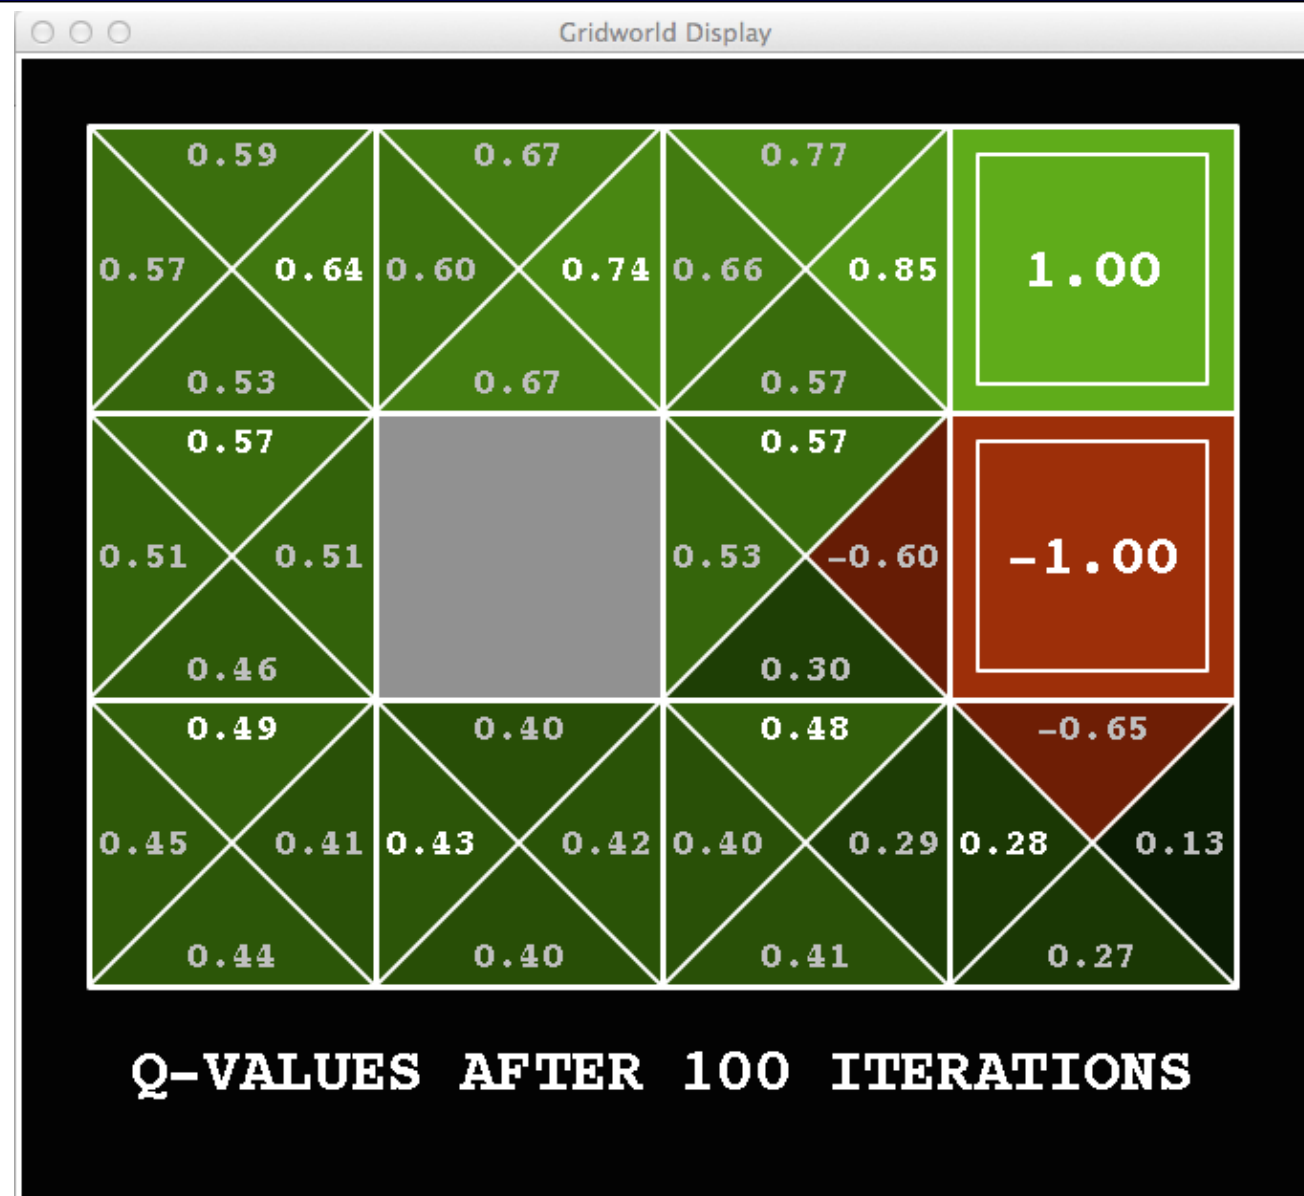 Gridworld Display
0.59 0.67 0.77
0.57 0.64 0.60 0.74 0.66 0.85 1.00
0.53 0.67 0.57
0.57 0.57
0.51 0.51 0.53 -0.60 -1.00
0.46 0.30
0.49 0.40 0.48 -0.65
0.45 0.41 0.43 0.42 0.40 0.29 0.28 0.13
0.44 0.40 0.41 0.27
Q-VALUES AFTER 100 ITERATIONS